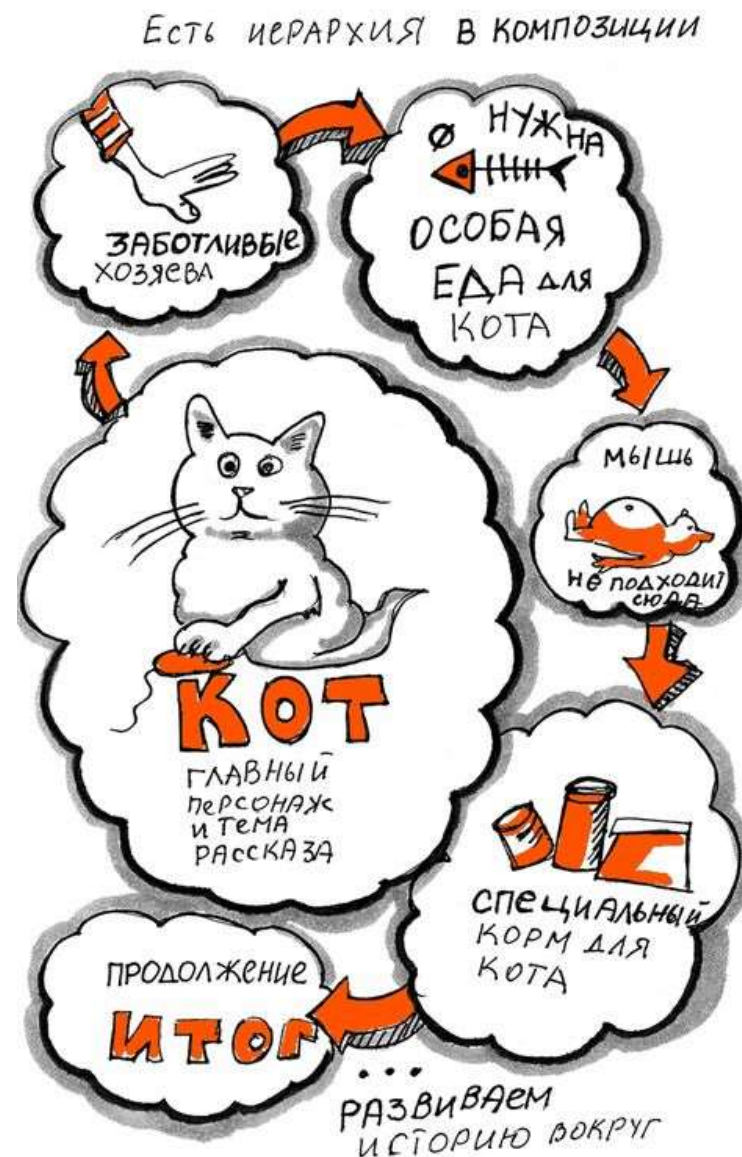 ЕСТЬ ИЕРАРХИЯ В КОМПОЗИЦИИ
КОТ
ГЛАВНЫЙ
ПЕРСОНАЖ
И ТЕМА
РАССКАЗА
ЗАБОТЛИВЫЕ
ХОЗЯЕВА
НУЖНА
ОСОБАЯ
ЕДА ДЛЯ
КОТА
МЫШЬ
НЕ ПОДХОДИТ
СЮДА
СПЕЦИАЛЬНЫЙ
КОРМ ДЛЯ
КОТА
ПРОДОЛЖЕНИЕ
ИТОГ
...
РАЗВИВАЕМ
ИСТОРИЮ ВОКРУГ